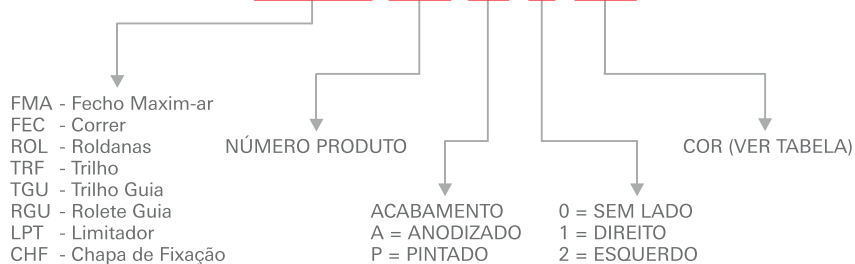 FMA - Fecho Maxim-ar
FEC - Correr
ROL - Roldanas
TRF - Trilho
TGU - Trilho Guia
RGU - Rolete Guia
LPT - Limitador
CHF - Chapa de Fixação
NÚMERO PRODUTO
ACABAMENTO
A = ANODIZADO
P = PINTADO
0 = SEM LADO
1 = DIREITO
2 = ESQUERDO
COR (VER TABELA)